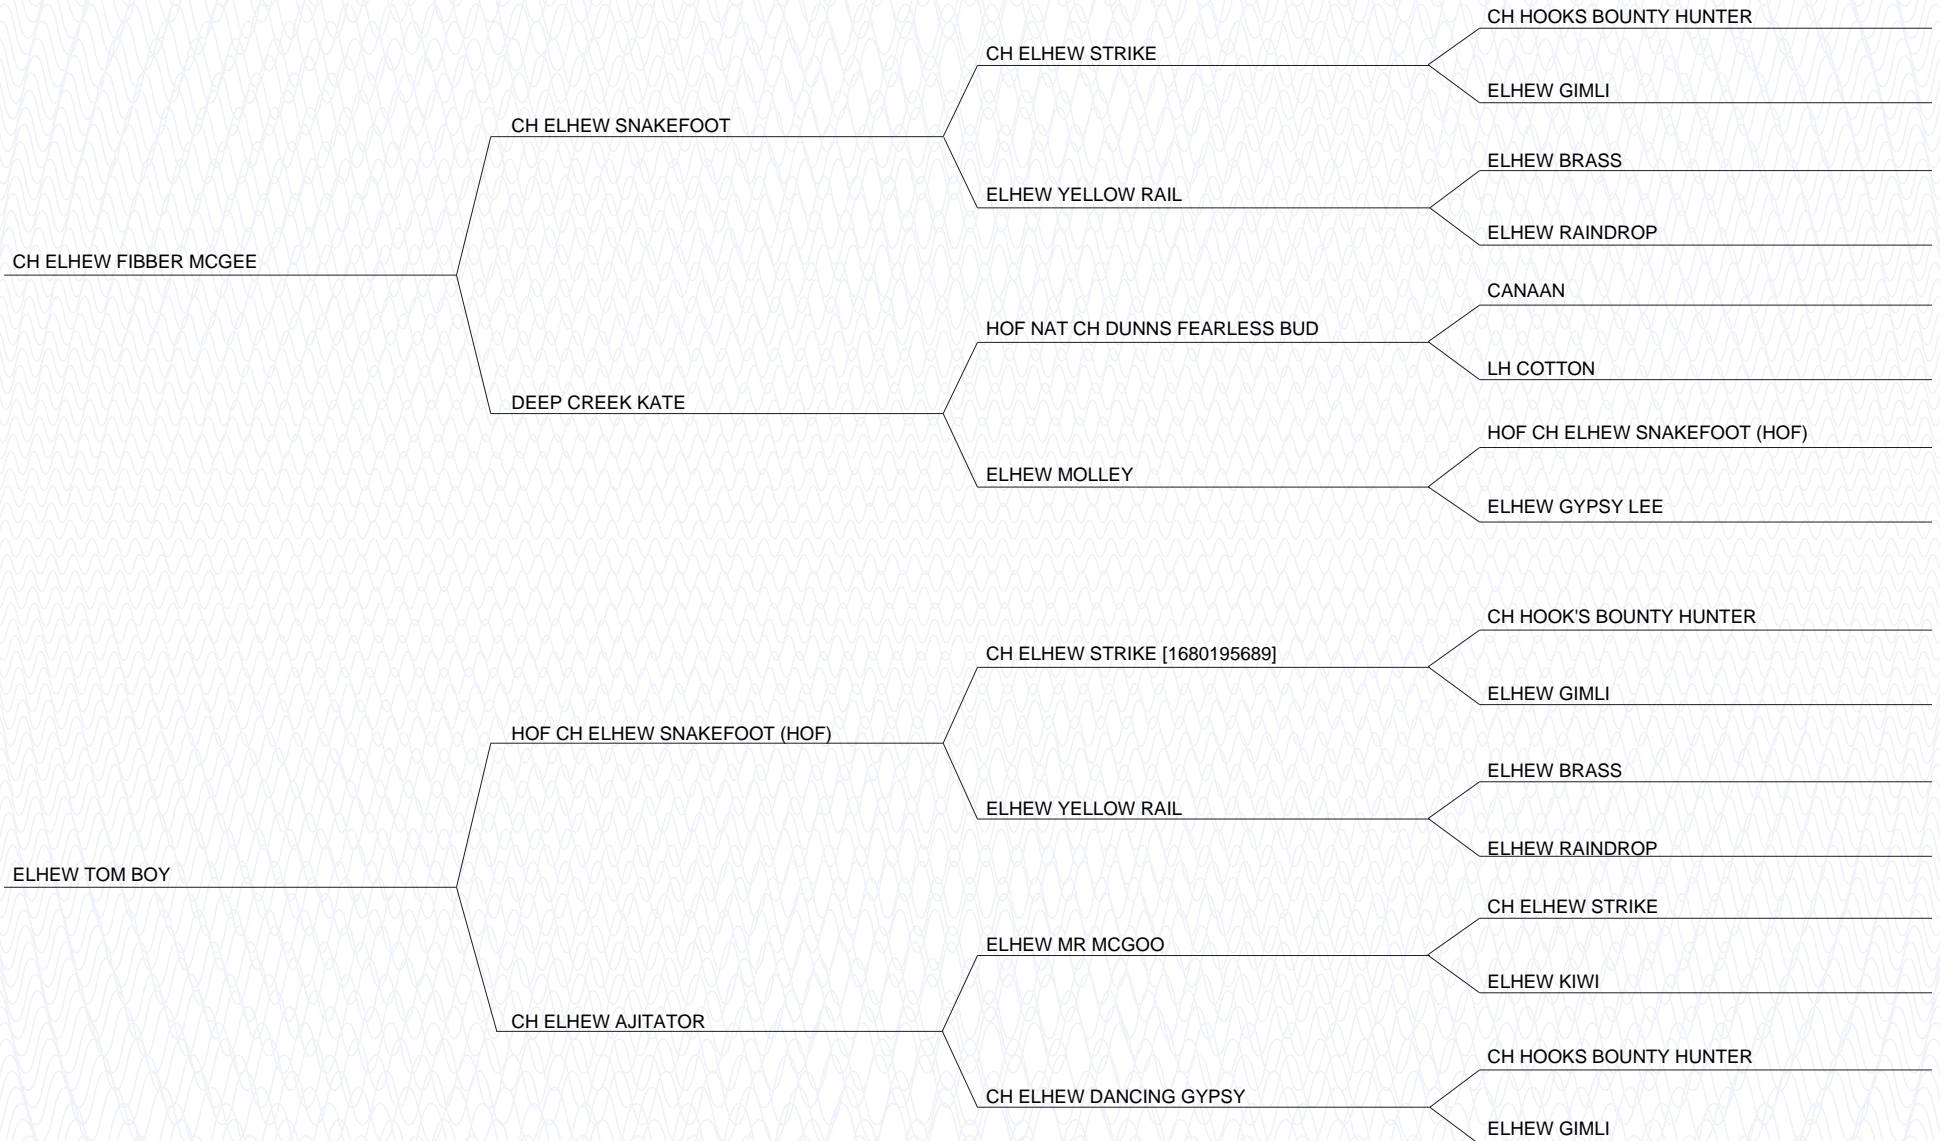 CH HOOKS BOUNTY HUNTER
CH ELHEW STRIKE
ELHEW GIMLI
CH ELHEW SNAKEFOOT
ELHEW BRASS
ELHEW YELLOW RAIL
ELHEW RAINDROP
CH ELHEW FIBBER MCGEE
CANAAN
HOF NAT CH DUNNS FEARLESS BUD
LH COTTON
DEEP CREEK KATE
HOF CH ELHEW SNAKEFOOT (HOF)
ELHEW MOLLEY
ELHEW GYPSY LEE
CH HOOK'S BOUNTY HUNTER
CH ELHEW STRIKE [1680195689]
ELHEW GIMLI
HOF CH ELHEW SNAKEFOOT (HOF)
ELHEW BRASS
ELHEW YELLOW RAIL
ELHEW RAINDROP
ELHEW TOM BOY
CH ELHEW STRIKE
ELHEW MR MCGOO
ELHEW KIWI
CH ELHEW AJITATOR
CH HOOKS BOUNTY HUNTER
CH ELHEW DANCING GYPSY
ELHEW GIMLI